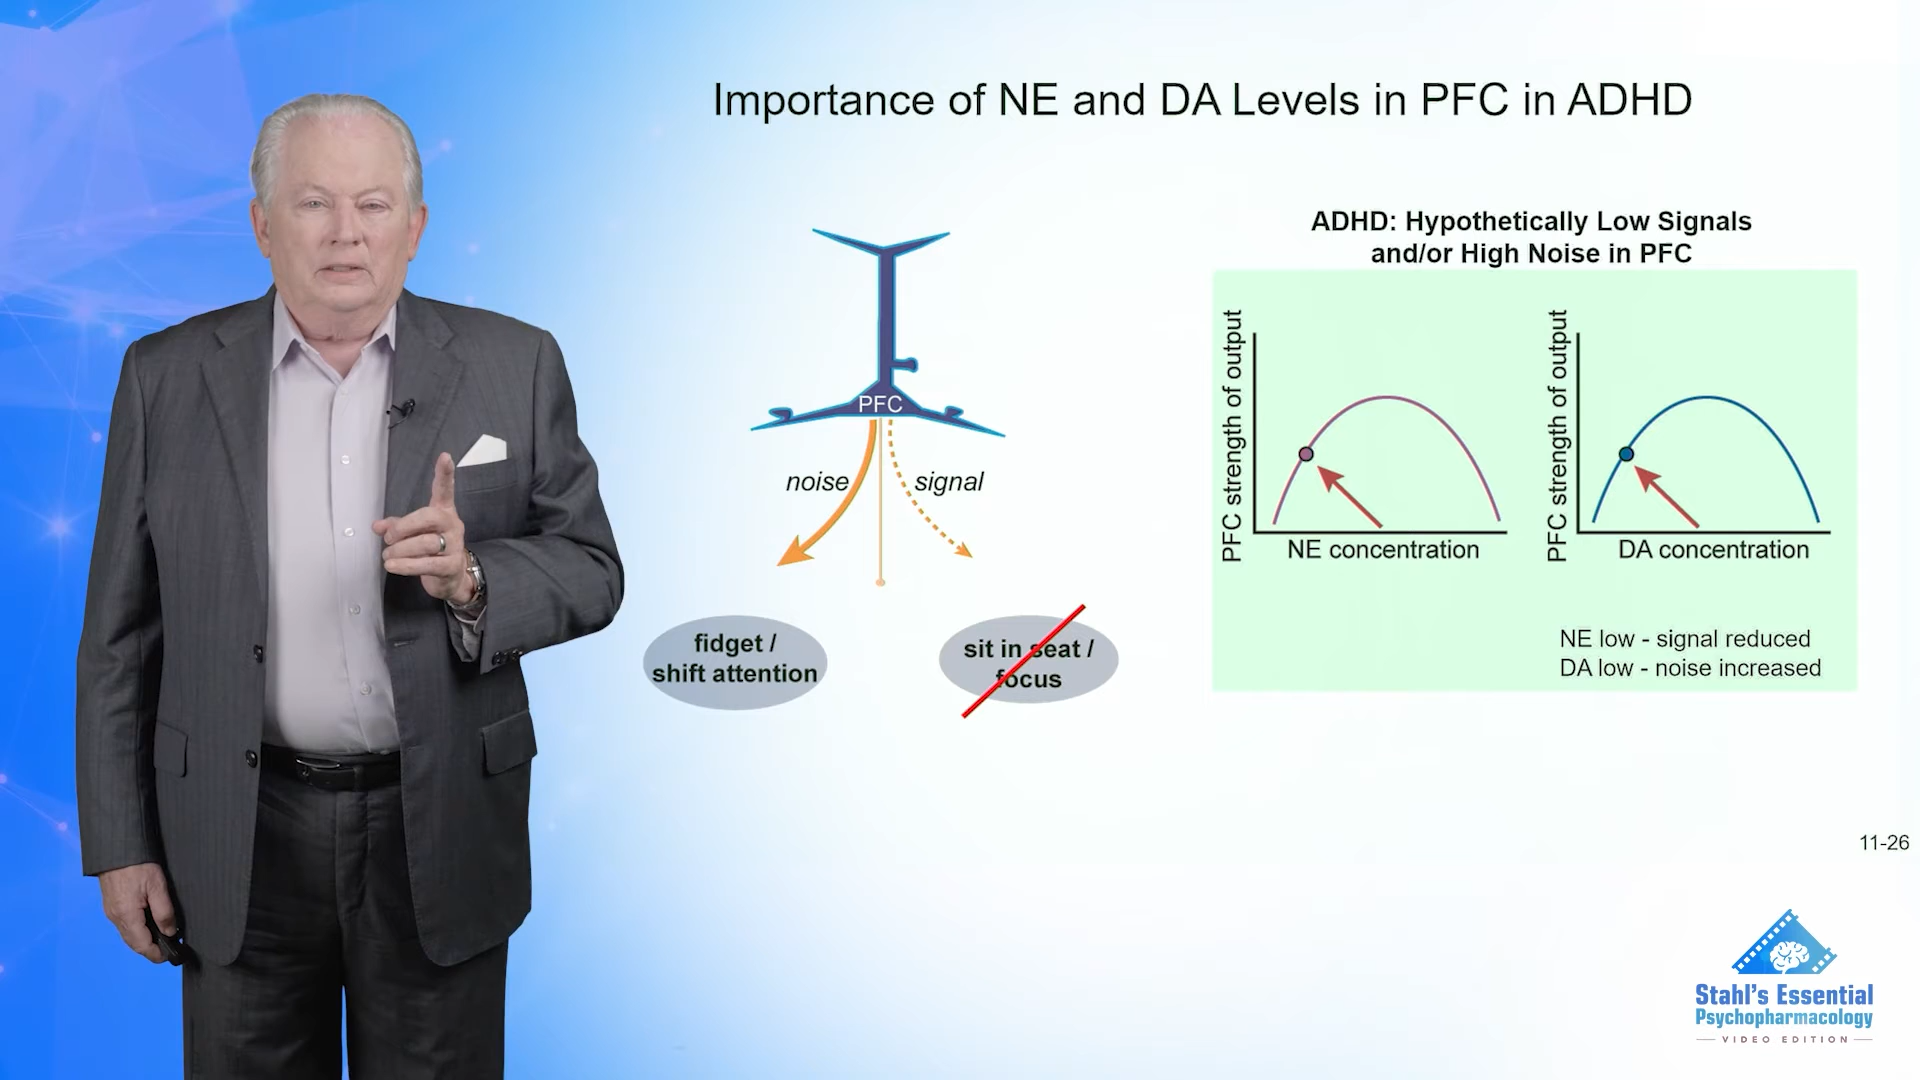 Importance of NE and DA Levels in PFC in ADHD
PFC
noise
signal
fidget /
shift attention
sit in seat /
focus
ADHD: Hypothetically Low Signals
and/or High Noise in PFC
PFC strength of output
NE concentration
PFC strength of output
DA concentration
NE low - signal reduced
DA low - noise increased
11-26
Stahl's Essential
Psychopharmacology
VIDEO EDITION